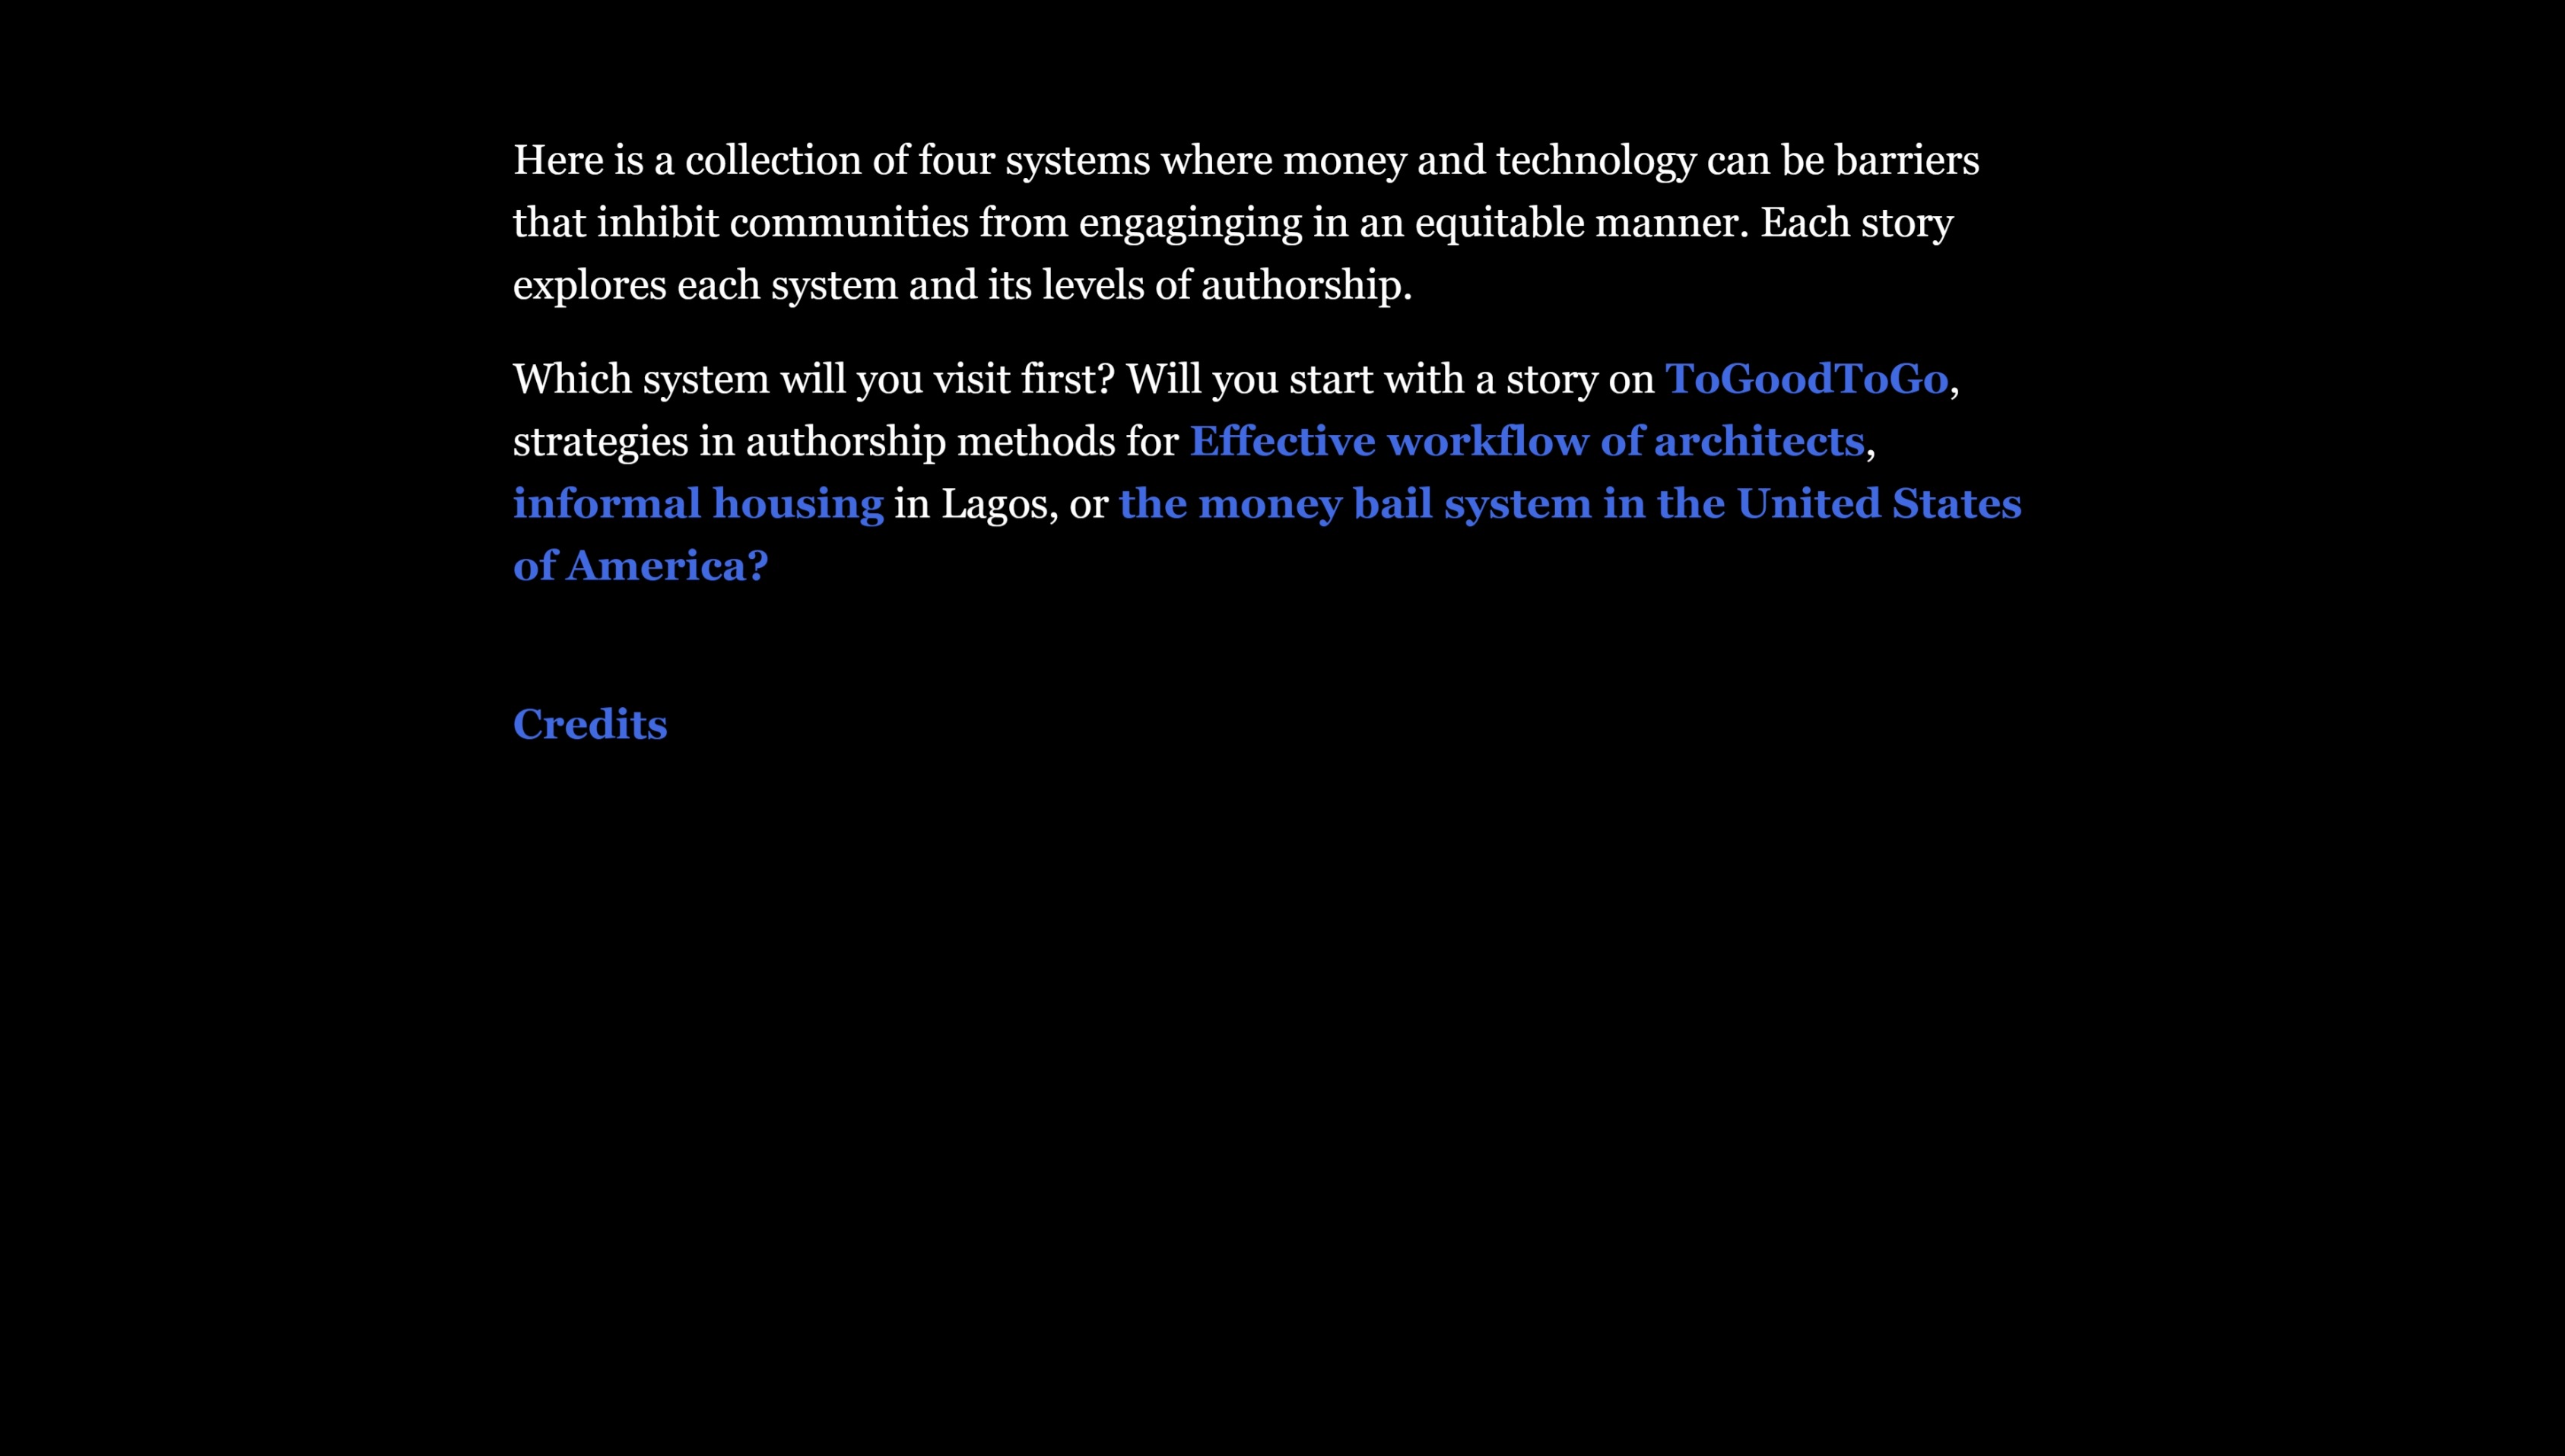 Here is a collection of four systems where money and technology can be barriers
that inhibit communities from engaginging in an equitable manner. Each story
explores each system and its levels of authorship.
Which system will you visit first? Will you start with a story on ToGoodToGo,
strategies in authorship methods for Effective workflow of architects,
informal housing in Lagos, or the money bail system in the United States
of America?
Credits